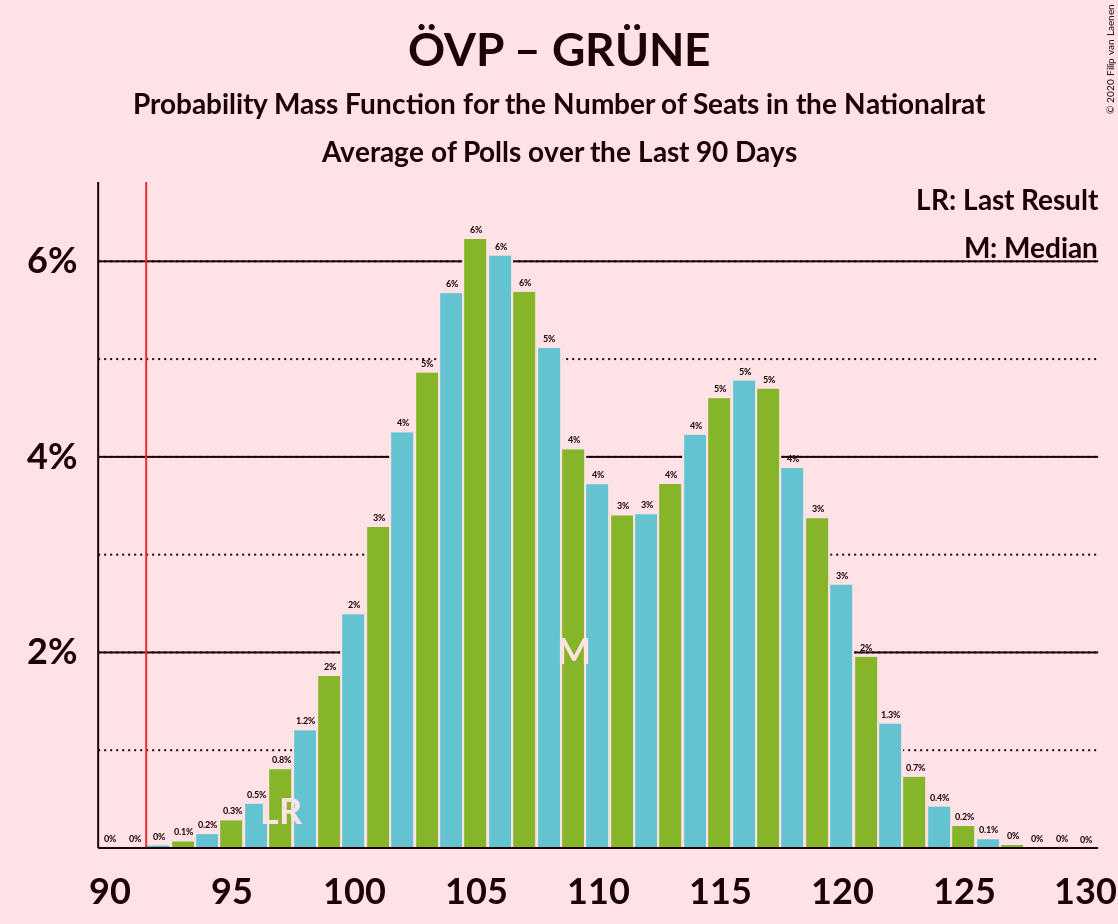 ÖVP – GRÜNE
Probability Mass Function for the Number of Seats in the Nationalrat
Average of Polls over the Last 90 Days
© 2020 Filip van Laenen
LR: Last Result
M: Median
6%
4%
2%
0% 0% 0% 0.1% 0.2% 0.3% 0.5% 0.8% 1.2% 2% 2% 3% 4% 5% 6% 6% 6% 6% 5% 4% 4% 3% 3% 4% 4% 5% 5% 5% 4% 3% 3% 2% 1.3% 0.7% 0.4% 0.2% 0.1% 0% 0% 0% 0%
M
LR
90 95 100 105 110 115 120 125 130